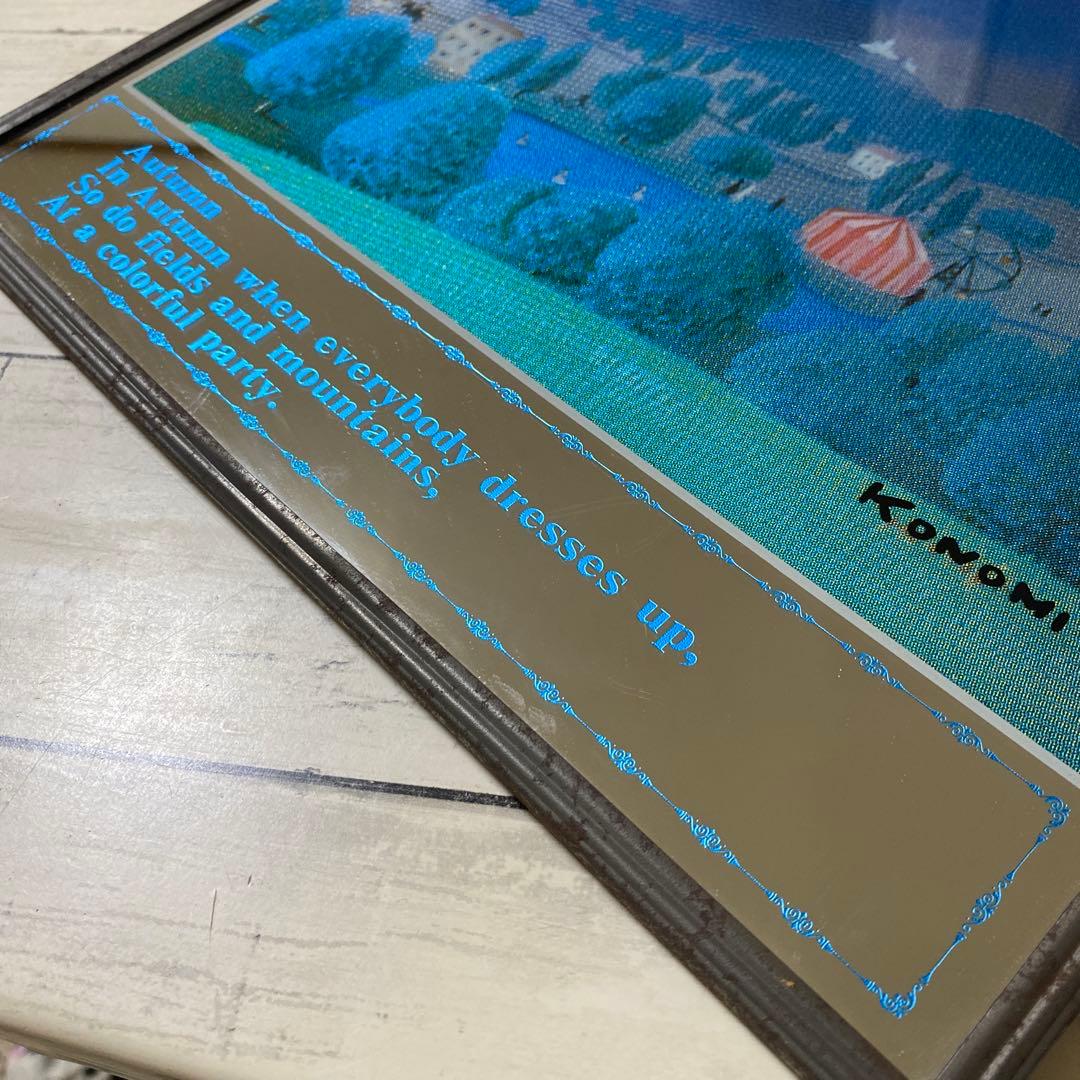 Autumn
In Autumn when everybody dresses up,
So do fields and mountains,
At a colorful party.
KONOMI